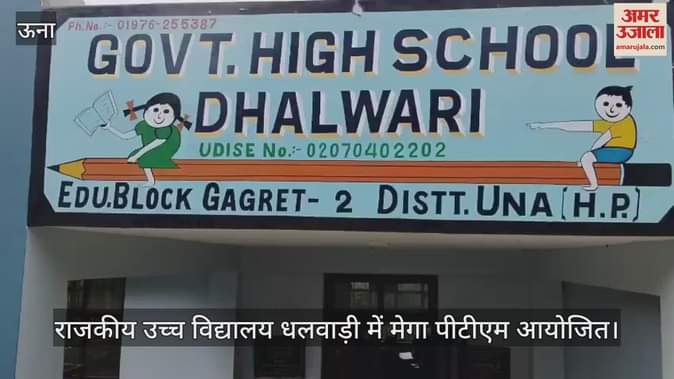 ऊना
Ph.No.:- 01976-255387
अमर
उजाला
amarujala.com
GOVT. HIGH SCHOOL
DHALWARI
UDISE No.:- 02070402202
EDU.BLOCK GAGRET- 2 DISTT. UNA (H.P.)
राजकीय उच्च विद्यालय धलवाड़ी में मेगा पीटीएम आयोजित।